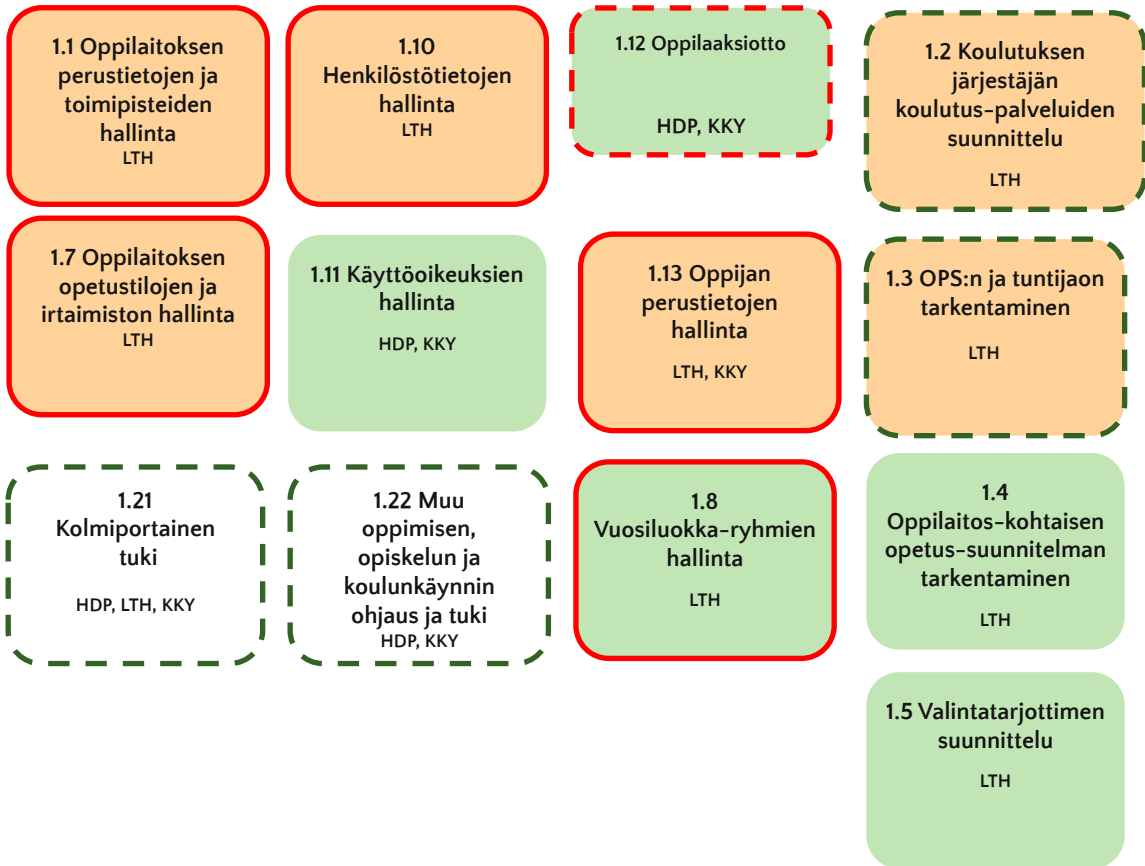 1.1 Oppilaitoksen
perustietojen ja
toimipisteiden
hallinta
LTH
1.10
Henkilöstötietojen
hallinta
LTH
1.12 Oppilaaksiotto
HDP, KKY
1.2 Koulutuksen
järjestäjän
koulutus-palveluiden
suunnittelu
LTH
1.7 Oppilaitoksen
opetustilojen ja
irtaimiston hallinta
LTH
1.11 Käyttöoikeuksien
hallinta
HDP, KKY
1.13 Oppijan
perustietojen
hallinta
LTH, KKY
1.3 OPS:n ja tuntijaon
tarkentaminen
LTH
1.21
Kolmiportainen
tuki
HDP, LTH, KKY
1.22 Muu
oppimisen,
opiskelun ja
koulunkäynnin
ohjaus ja tuki
HDP, KKY
1.8
Vuosiluokka-ryhmien
hallinta
LTH
1.4
Oppilaitos-kohtaisen
opetus-suunnitelman
tarkentaminen
LTH
1.5 Valintatarjottimen
suunnittelu
LTH